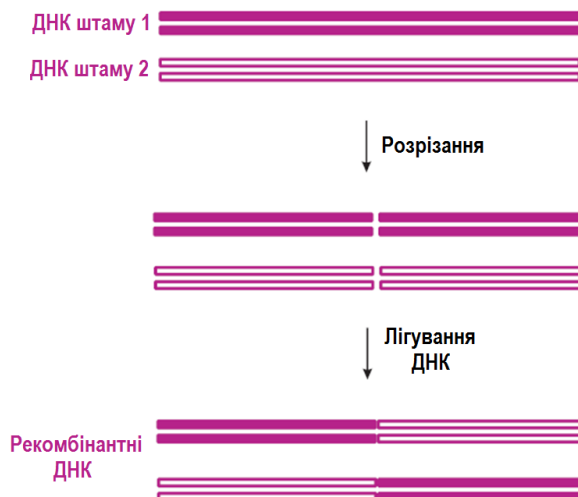 ДНК штаму 1
ДНК штаму 2
Розрізання
Лігування
ДНК
Рекомбінантні
ДНК